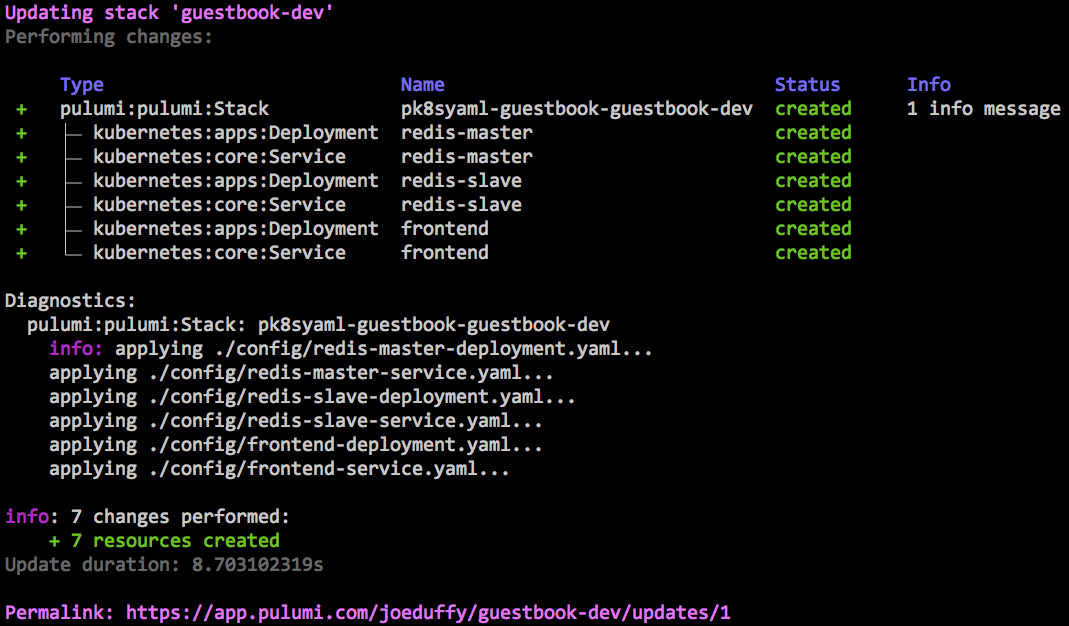 Updating stack 'guestbook-dev'
Performing changes:
Type Name Status Info
+ pulumi:pulumi:Stack pk8syaml-guestbook-guestbook-dev created 1 info message
+ ├─ kubernetes:apps:Deployment redis-master created
+ ├─ kubernetes:core:Service redis-master created
+ ├─ kubernetes:apps:Deployment redis-slave created
+ ├─ kubernetes:core:Service redis-slave created
+ ├─ kubernetes:apps:Deployment frontend created
+ └─ kubernetes:core:Service frontend created
Diagnostics:
pulumi:pulumi:Stack: pk8syaml-guestbook-guestbook-dev
info: applying ./config/redis-master-deployment.yaml...
applying ./config/redis-master-service.yaml...
applying ./config/redis-slave-deployment.yaml...
applying ./config/redis-slave-service.yaml...
applying ./config/frontend-deployment.yaml...
applying ./config/frontend-service.yaml...
info: 7 changes performed:
+ 7 resources created
Update duration: 8.703102319s
Permalink: https://app.pulumi.com/joeduffy/guestbook-dev/updates/1